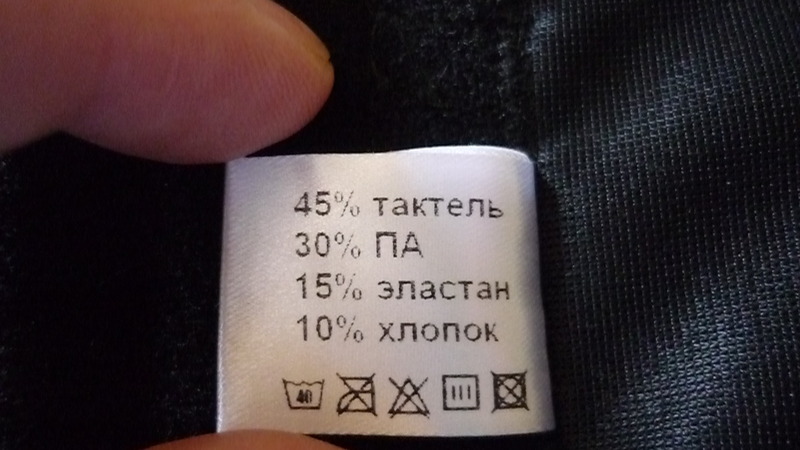 45% тактель
30% ПА
15% эластан
10% хлопок
40